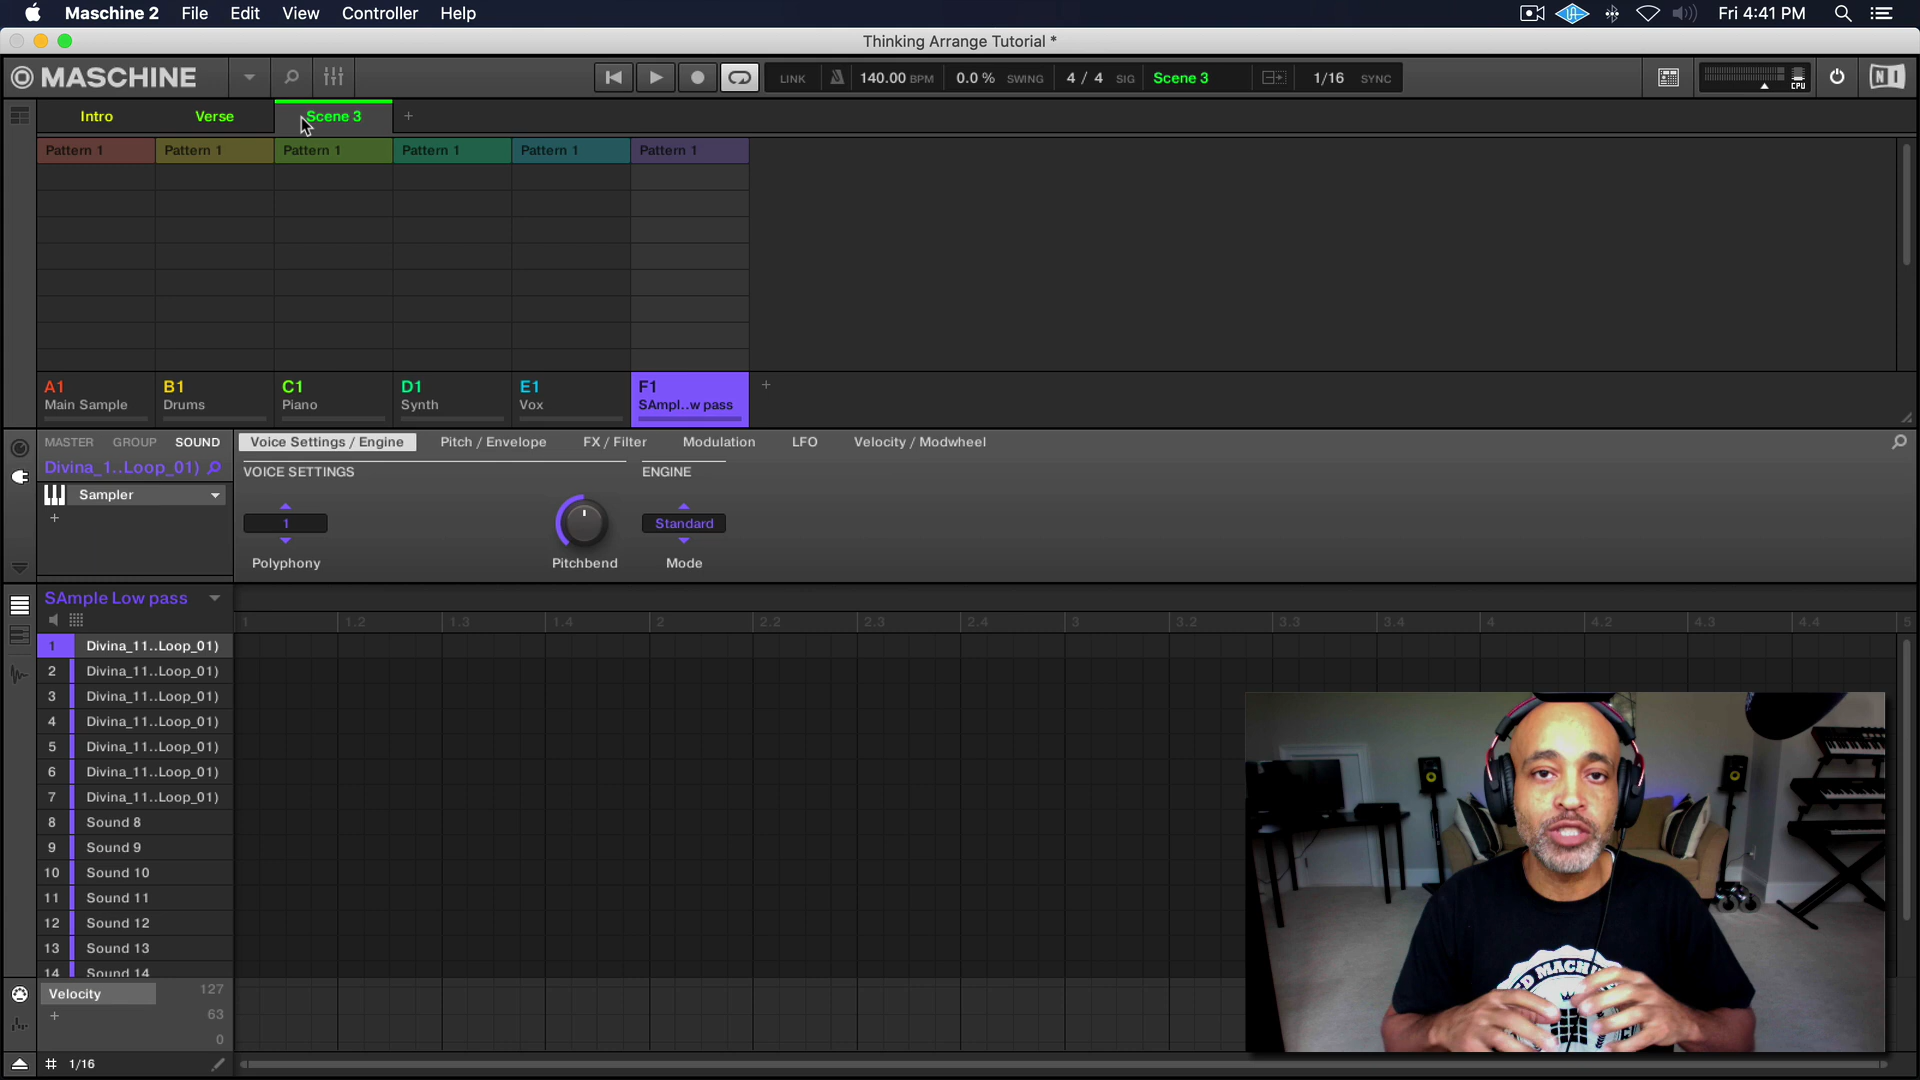 Maschine 2 File Edit View Controller Help Fri 4:41 PM
Thinking Arrange Tutorial *
MASCHINE LINK 140.00 BPM 0.0 % SWING 4 / 4 SIG Scene 3 1/16 SYNC CPU NI
Intro Verse Scene 3 +
Pattern 1 Pattern 1 Pattern 1 Pattern 1 Pattern 1 Pattern 1
A1 B1 C1 D1 E1 F1 +
Main Sample Drums Piano Synth Vox SAmpl..w pass
MASTER GROUP SOUND Voice Settings / Engine Pitch / Envelope FX / Filter Modulation LFO Velocity / Modwheel
Divina_1..Loop_01) VOICE SETTINGS ENGINE
Sampler
+ 1 Standard
Polyphony Pitchbend Mode
SAmple Low pass
1 1.2 1.3 1.4 2 2.2 2.3 2.4 3 3.2 3.3 3.4 4 4.2 4.3 4.4 5
1 Divina_11..Loop_01)
2 Divina_11..Loop_01)
3 Divina_11..Loop_01)
4 Divina_11..Loop_01)
5 Divina_11..Loop_01)
6 Divina_11..Loop_01)
7 Divina_11..Loop_01)
8 Sound 8
9 Sound 9
10 Sound 10
11 Sound 11
12 Sound 12
13 Sound 13
14 Sound 14
Velocity 127
+ 63
0
# 1/16